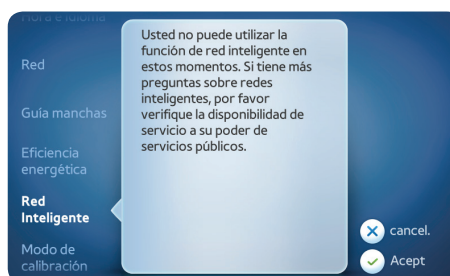 Hora e Idioma
Red
Guía manchas
Eficiencia
energética
Red
Inteligente
Modo de
calibración
Usted no puede utilizar la
función de red inteligente en
estos momentos. Si tiene más
preguntas sobre redes
inteligentes, por favor
verifique la disponibilidad de
servicio a su poder de
servicios públicos.
cancel.
Acept